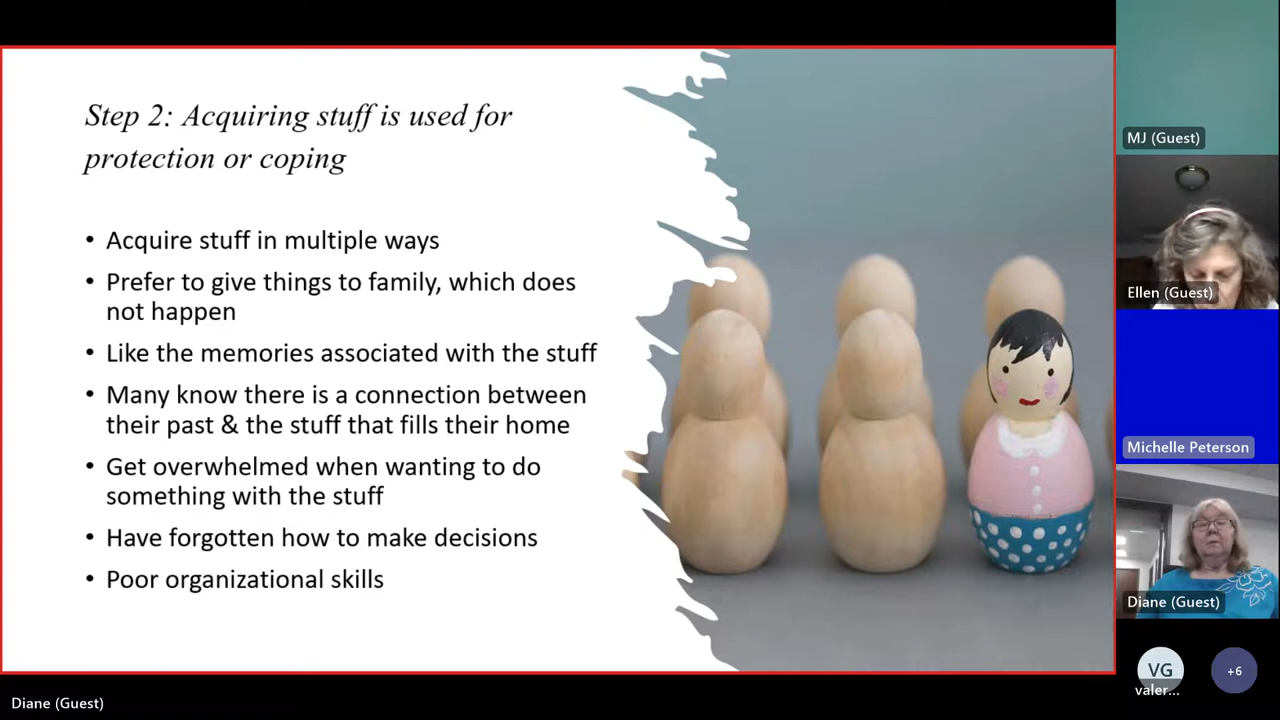 Step 2: Acquiring stuff is used for
protection or coping
• Acquire stuff in multiple ways
• Prefer to give things to family, which does
not happen
• Like the memories associated with the stuff
• Many know there is a connection between
their past & the stuff that fills their home
• Get overwhelmed when wanting to do
something with the stuff
• Have forgotten how to make decisions
• Poor organizational skills
MJ (Guest)
Ellen (Guest)
Michelle Peterson
Diane (Guest)
VG
valer...
+6
Diane (Guest)